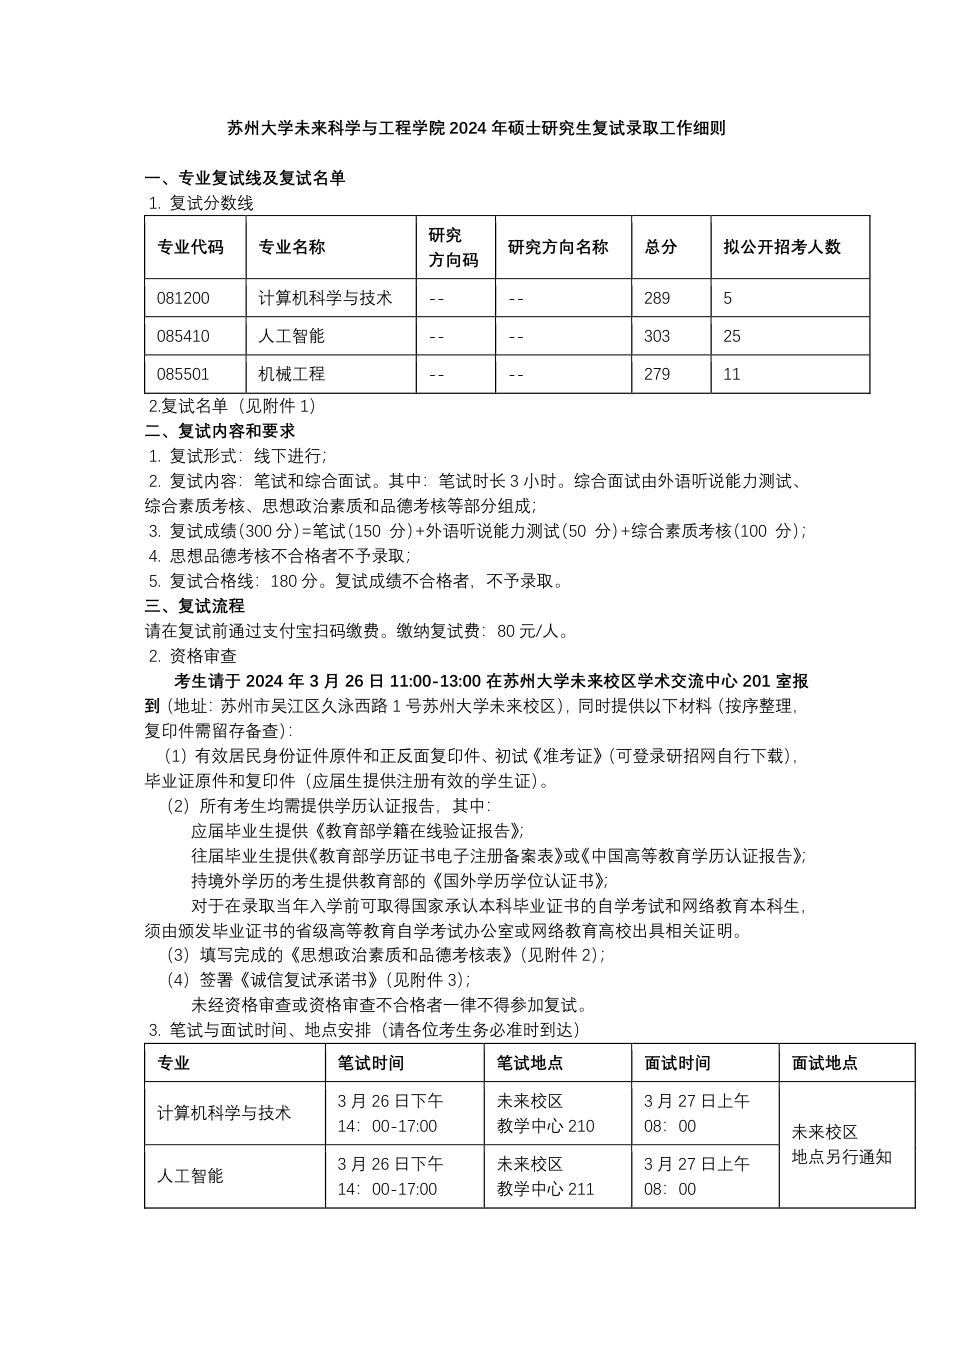 苏州大学未来科学与工程学院 2024 年硕士研究生复试录取工作细则
一、专业复试线及复试名单
1. 复试分数线
专业代码 专业名称 研究方向码 研究方向名称 总分 拟公开招考人数
081200 计算机科学与技术 -- -- 289 5
085410 人工智能 -- -- 303 25
085501 机械工程 -- -- 279 11
2.复试名单（见附件 1）
二、复试内容和要求
1. 复试形式：线下进行；
2. 复试内容：笔试和综合面试。其中：笔试时长 3 小时。综合面试由外语听说能力测试、
综合素质考核、思想政治素质和品德考核等部分组成；
3. 复试成绩（300 分）=笔试（150 分）+外语听说能力测试（50 分）+综合素质考核（100 分）；
4. 思想品德考核不合格者不予录取；
5. 复试合格线：180 分。复试成绩不合格者，不予录取。
三、复试流程
请在复试前通过支付宝扫码缴费。缴纳复试费：80 元/人。
2. 资格审查
考生请于 2024 年 3 月 26 日 11:00-13:00 在苏州大学未来校区学术交流中心 201 室报
到（地址：苏州市吴江区久泳西路 1 号苏州大学未来校区），同时提供以下材料（按序整理，
复印件需留存备查）：
（1）有效居民身份证件原件和正反面复印件、初试《准考证》（可登录研招网自行下载），
毕业证原件和复印件（应届生提供注册有效的学生证）。
（2）所有考生均需提供学历认证报告，其中：
应届毕业生提供《教育部学籍在线验证报告》；
往届毕业生提供《教育部学历证书电子注册备案表》或《中国高等教育学历认证报告》；
持境外学历的考生提供教育部的《国外学历学位认证书》；
对于在录取当年入学前可取得国家承认本科毕业证书的自学考试和网络教育本科生，
须由颁发毕业证书的省级高等教育自学考试办公室或网络教育高校出具相关证明。
（3）填写完成的《思想政治素质和品德考核表》（见附件 2）；
（4）签署《诚信复试承诺书》（见附件 3）；
未经资格审查或资格审查不合格者一律不得参加复试。
3. 笔试与面试时间、地点安排（请各位考生务必准时到达）
专业 笔试时间 笔试地点 面试时间 面试地点
计算机科学与技术 3 月 26 日下午 14：00-17:00 未来校区 教学中心 210 3 月 27 日上午 08：00 未来校区 地点另行通知
人工智能 3 月 26 日下午 14：00-17:00 未来校区 教学中心 211 3 月 27 日上午 08：00